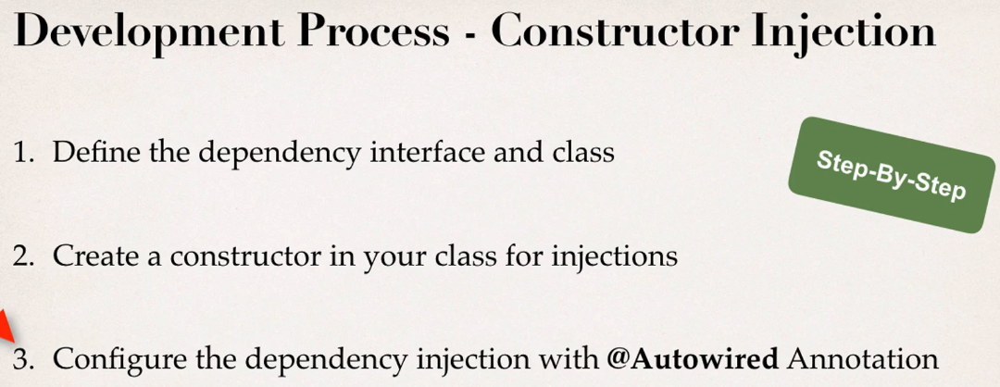 Development Process - Constructor Injection
1. Define the dependency interface and class
Step-By-Step
2. Create a constructor in your class for injections
3. Configure the dependency injection with @Autowired Annotation